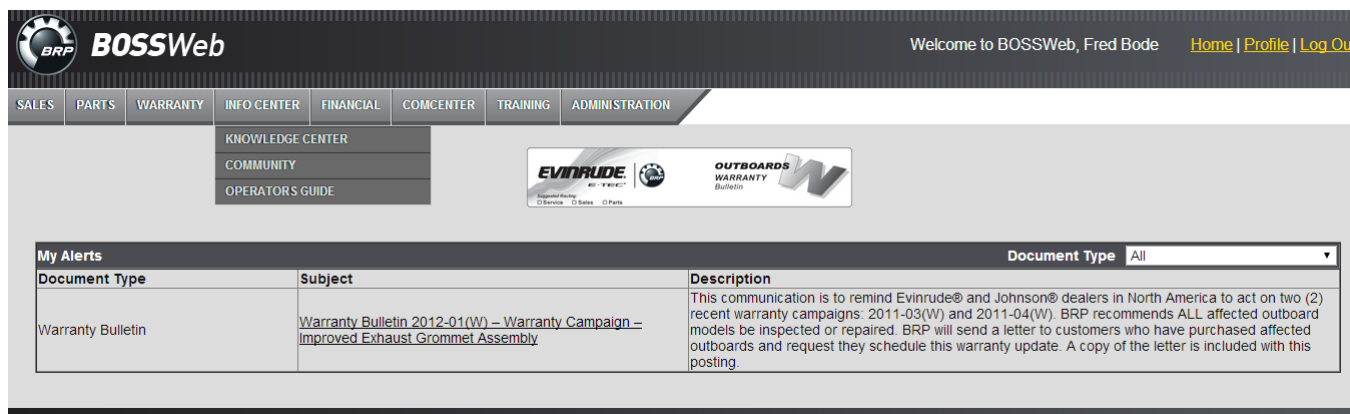 BRP BOSSWeb Welcome to BOSSWeb, Fred Bode Home | Profile | Log Ou
SALES PARTS WARRANTY INFO CENTER FINANCIAL COMCENTER TRAINING ADMINISTRATION
KNOWLEDGE CENTER
COMMUNITY
OPERATORS GUIDE
EVINRUDE.
E-TEC
BRP
Suggested Routing:
☐ Service ☐ Sales ☐ Parts
OUTBOARDS
WARRANTY
Bulletin
W
My Alerts Document Type All
Document Type Subject Description
Warranty Bulletin
Warranty Bulletin 2012-01(W) – Warranty Campaign –
Improved Exhaust Grommet Assembly
This communication is to remind Evinrude® and Johnson® dealers in North America to act on two (2)
recent warranty campaigns: 2011-03(W) and 2011-04(W). BRP recommends ALL affected outboard
models be inspected or repaired. BRP will send a letter to customers who have purchased affected
outboards and request they schedule this warranty update. A copy of the letter is included with this
posting.